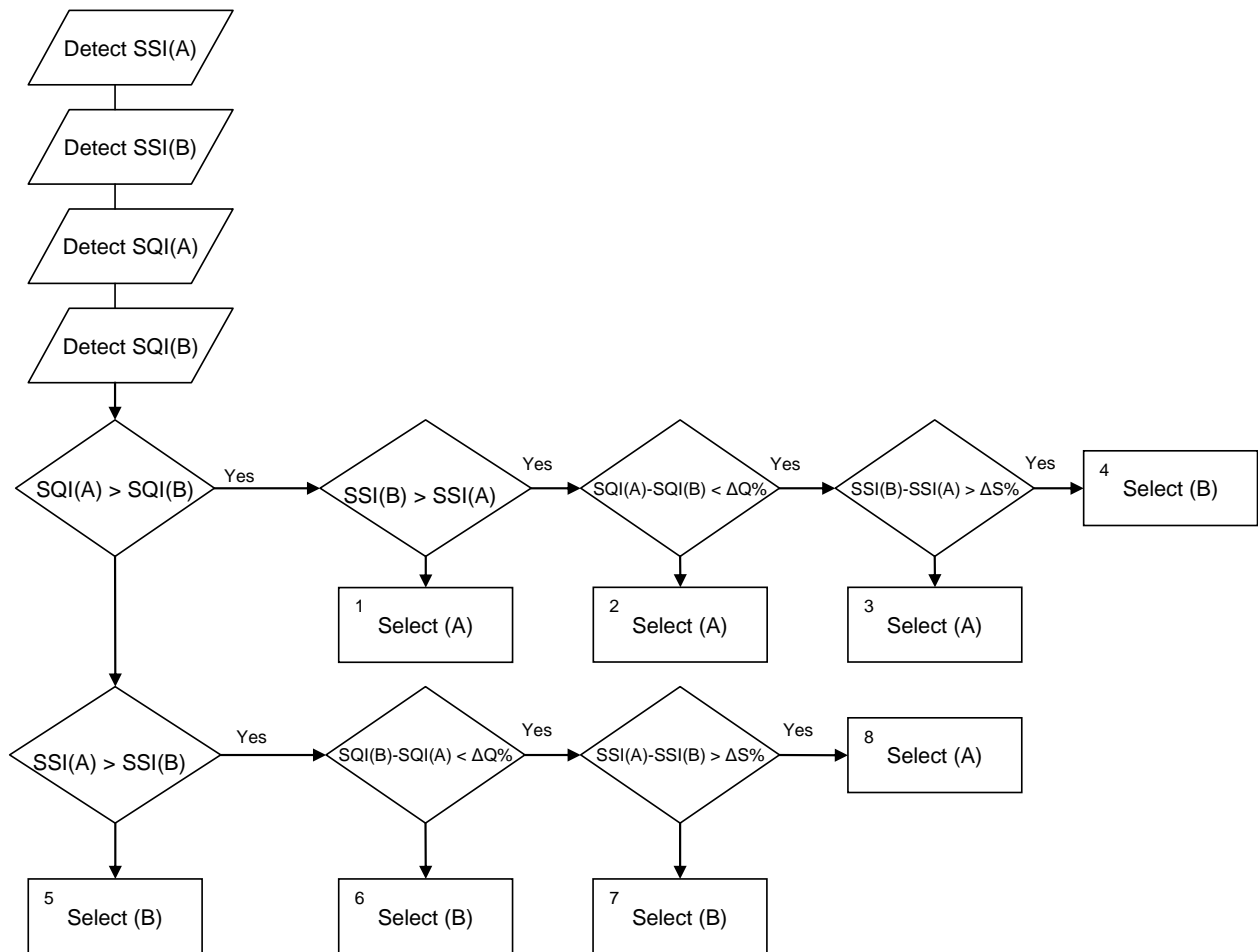 Detect SSI(A)
Detect SSI(B)
Detect SQI(A)
Detect SQI(B)
SQI(A) > SQI(B)
Yes
SSI(B) > SSI(A)
Yes
SQI(A)-SQI(B) < ΔQ%
Yes
SSI(B)-SSI(A) > ΔS%
Yes
4
Select (B)
1
Select (A)
2
Select (A)
3
Select (A)
SSI(A) > SSI(B)
Yes
SQI(B)-SQI(A) < ΔQ%
Yes
SSI(A)-SSI(B) > ΔS%
Yes
8
Select (A)
5
Select (B)
6
Select (B)
7
Select (B)